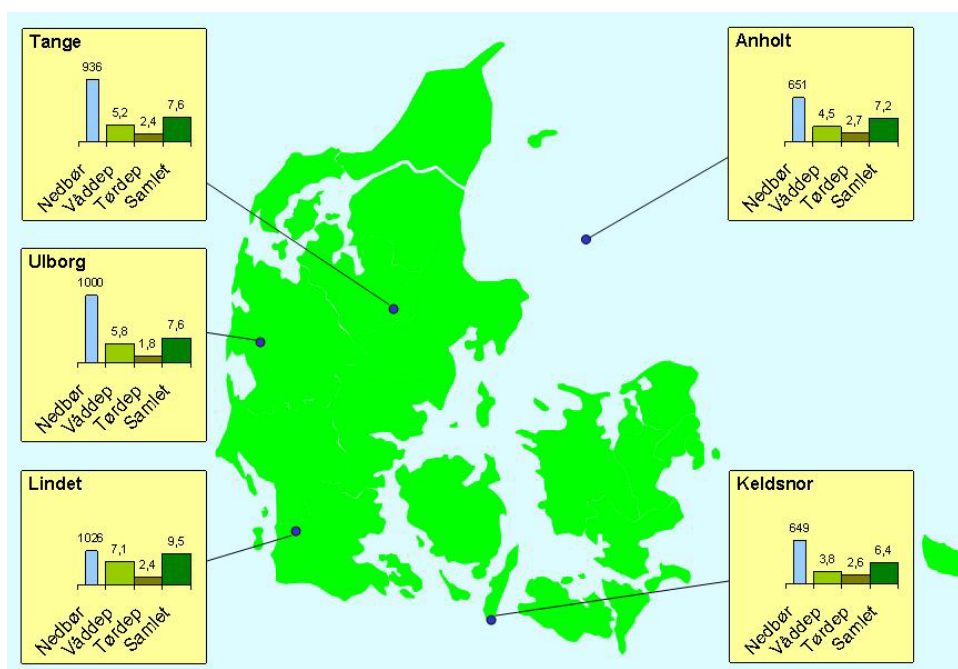 Tange
936
5,2
2,4
7,6
Nedbør
Våddep
Tørdep
Samlet
Anholt
651
4,5
2,7
7,2
Nedbør
Våddep
Tørdep
Samlet
Ulborg
1000
5,8
1,8
7,6
Nedbør
Våddep
Tørdep
Samlet
Lindet
1026
7,1
2,4
9,5
Nedbør
Våddep
Tørdep
Samlet
Keldsnor
649
3,8
2,6
6,4
Nedbør
Våddep
Tørdep
Samlet